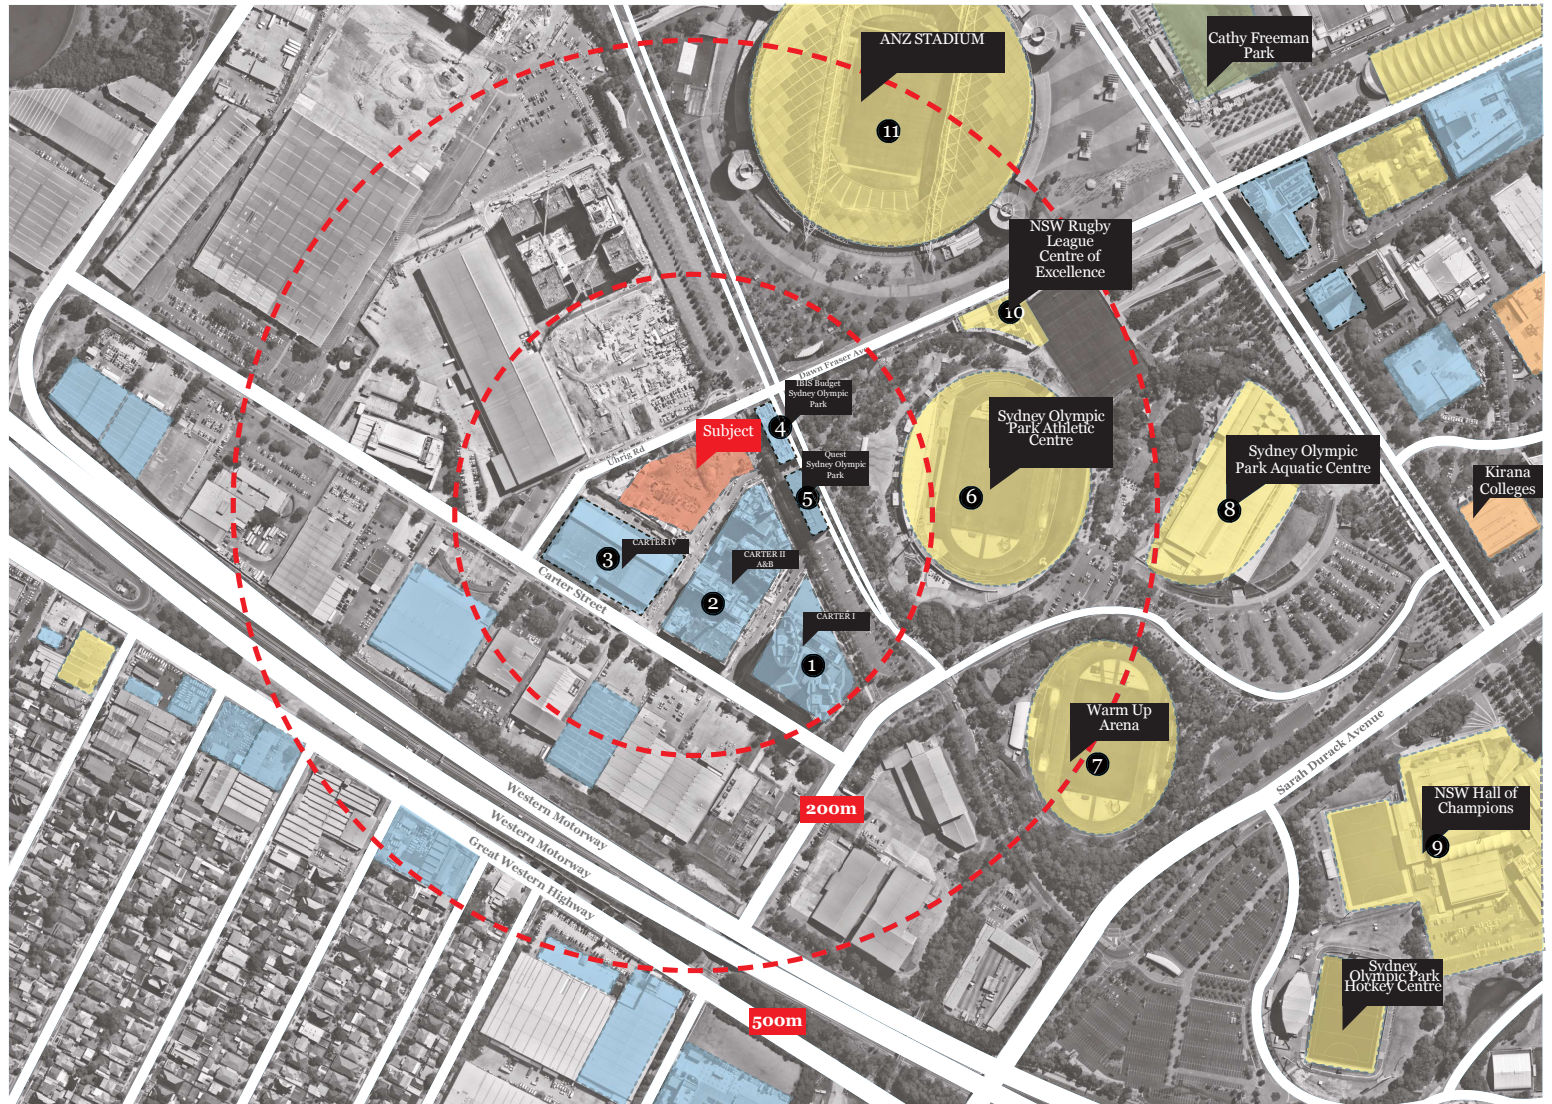 ANZ STADIUM
11
Cathy Freeman
Park
NSW Rugby
League
Centre of
Excellence
10
Dawn Fraser Ave
IBIS Budget
Sydney Olympic
Park
4
Subject
Uhrig Rd
Quest
Sydney Olympic
Park
5
Sydney Olympic
Park Athletic
Centre
6
Sydney Olympic
Park Aquatic Centre
8
Kirana
Colleges
CARTER IV
3
CARTER II
A&B
2
CARTER I
1
Carter Street
Warm Up
Arena
7
Sarah Durack Avenue
NSW Hall of
Champions
9
200m
Western Motorway
Western Motorway
Great Western Highway
Sydney
Olympic Park
Hockey Centre
500m